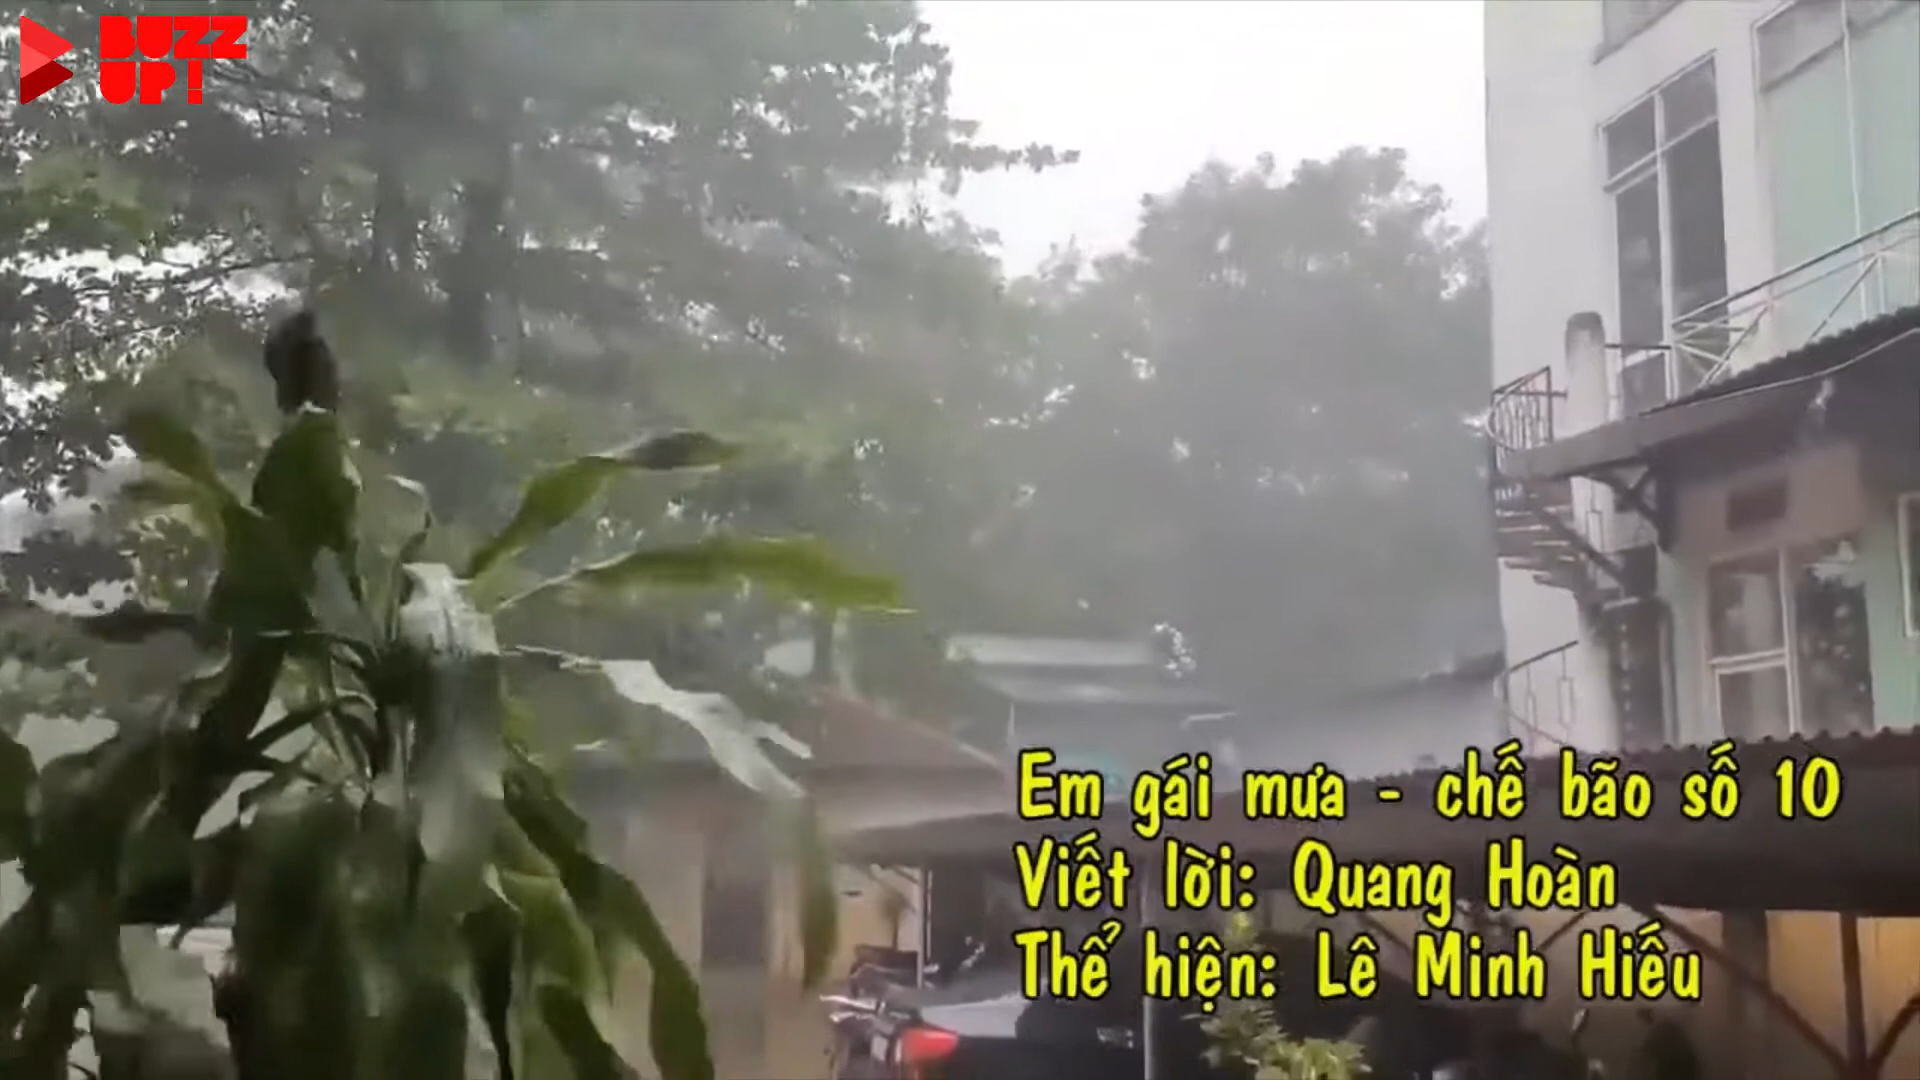 BUZZ
UP!
Em gái mưa - chế bão số 10
Viết lời: Quang Hoàn
Thể hiện: Lê Minh Hiếu